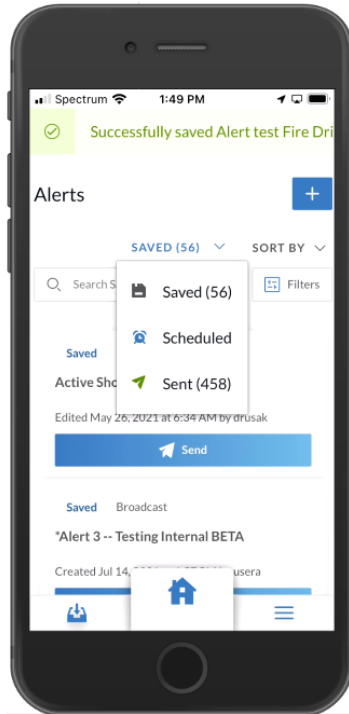 Spectrum 1:49 PM
Successfully saved Alert test Fire Dri
Alerts
+
SAVED (56) SORT BY
Search S Filters
Saved (56)
Scheduled
Sent (458)
Saved
Active Sho
Edited May 26, 2021 at 6:34 AM by drusak
Send
Saved Broadcast
*Alert 3 -- Testing Internal BETA
Created Jul 14, usera